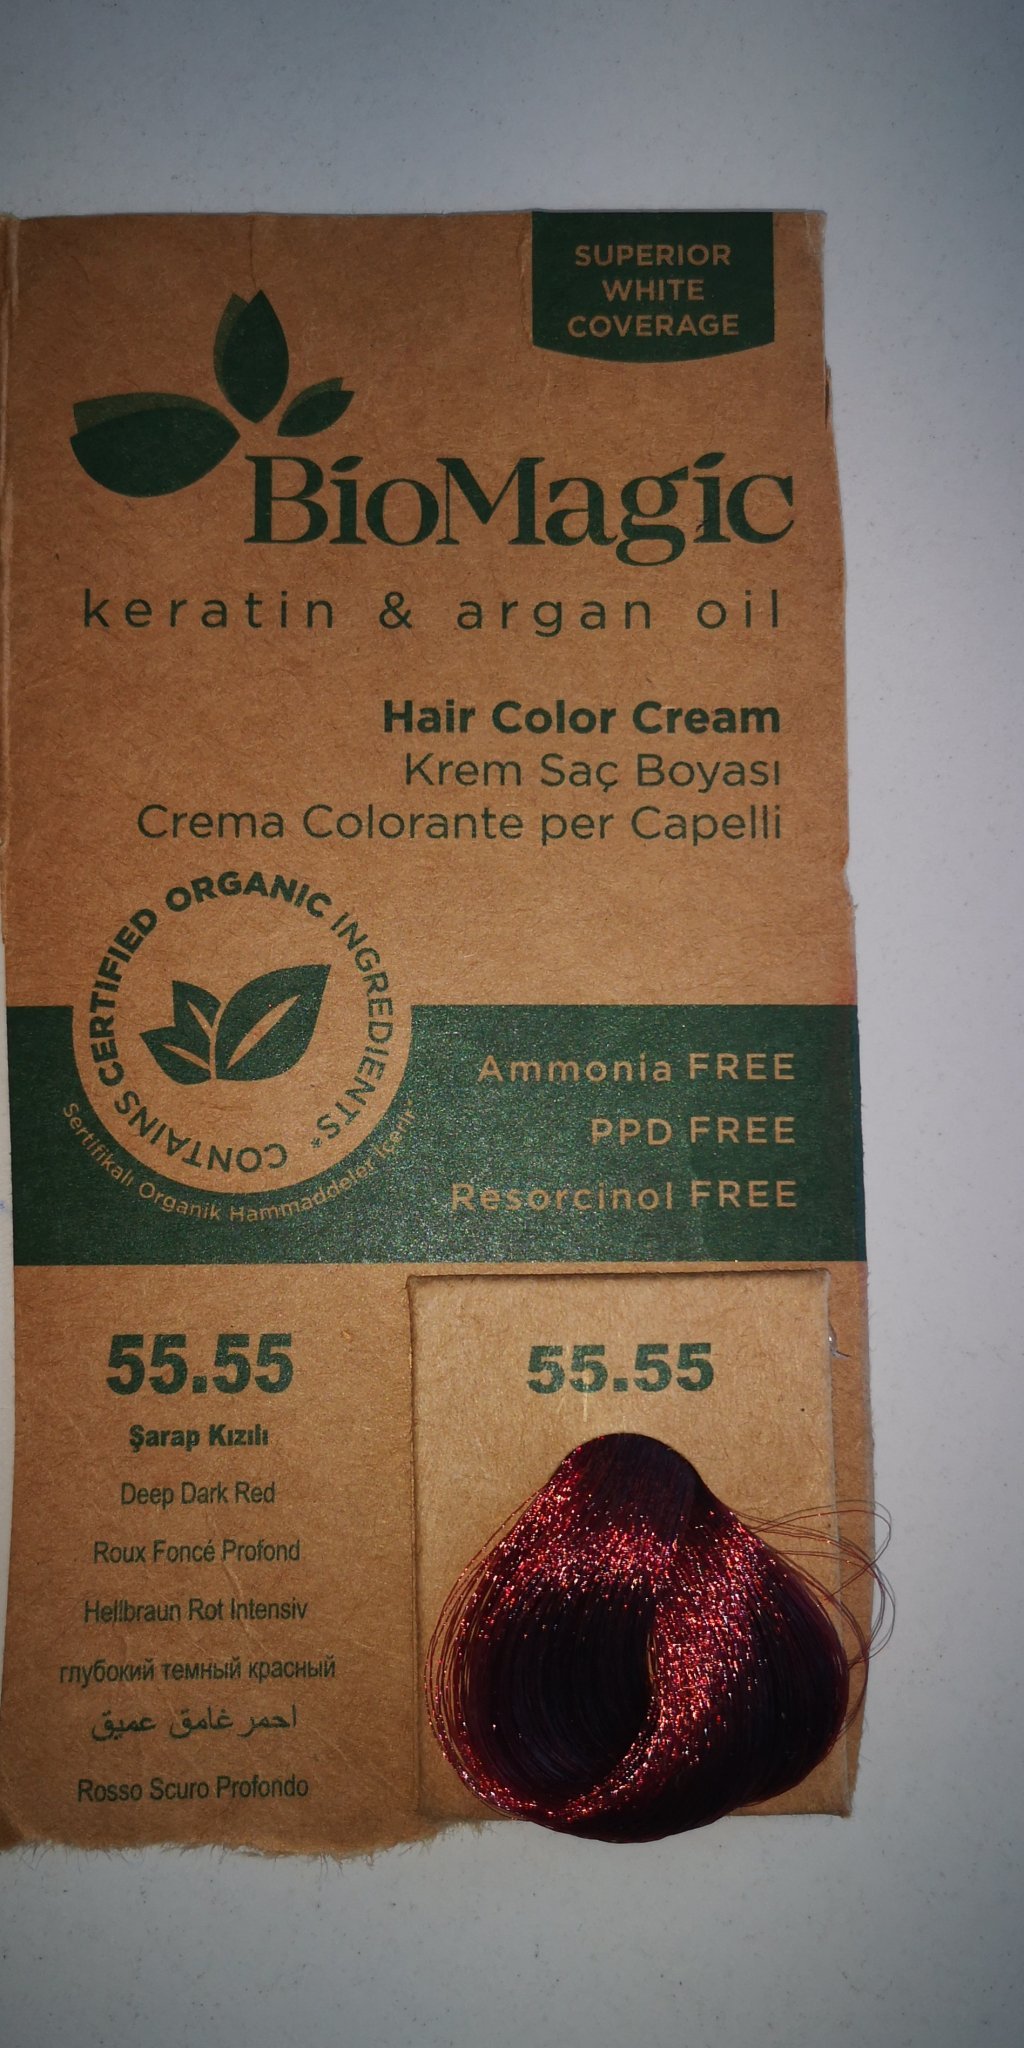 SUPERIOR
WHITE
COVERAGE
BioMagic
keratin & argan oil
Hair Color Cream
Krem Saç Boyası
Crema Colorante per Capelli
CONTAINS CERTIFIED ORGANIC INGREDIENTS*
Sertifikalı Organik Hammaddeler İçerir*
Ammonia FREE
PPD FREE
Resorcinol FREE
55.55
Şarap Kızılı
Deep Dark Red
Roux Foncé Profond
Hellbraun Rot Intensiv
глубокий темный красный
احمر غامق عميق
Rosso Scuro Profondo
55.55